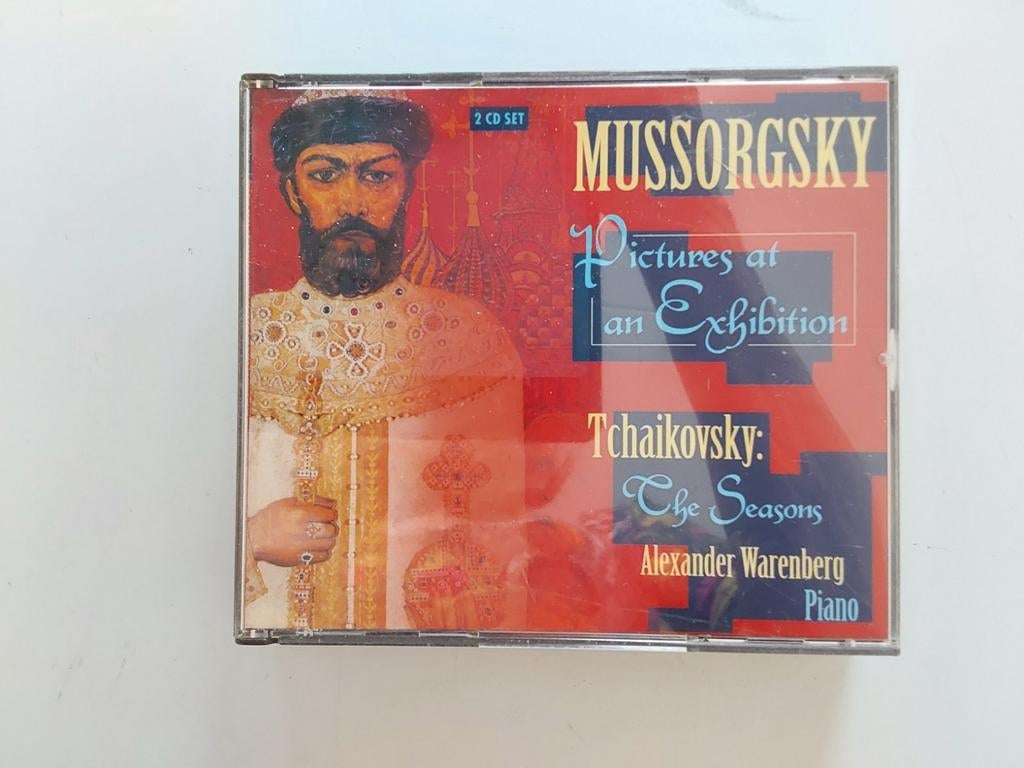 2 CD SET
MUSSORGSKY
Pictures at
an Exhibition
Tchaikovsky:
The Seasons
Alexander Warenberg
Piano